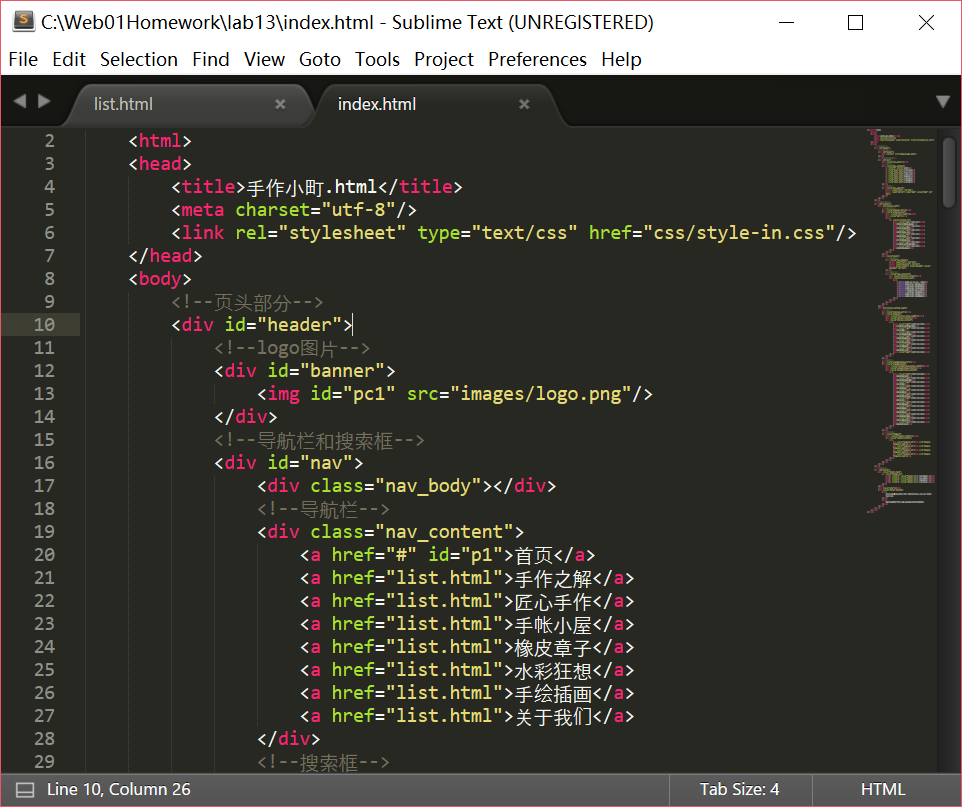 C:\Web01Homework\lab13\index.html - Sublime Text (UNREGISTERED)
File Edit Selection Find View Goto Tools Project Preferences Help
list.html index.html
2 <html>
3 <head>
4 <title>手作小町.html</title>
5 <meta charset="utf-8"/>
6 <link rel="stylesheet" type="text/css" href="css/style-in.css"/>
7 </head>
8 <body>
9 <!--页头部分-->
10 <div id="header">
11 <!--logo图片-->
12 <div id="banner">
13 <img id="pc1" src="images/logo.png"/>
14 </div>
15 <!--导航栏和搜索框-->
16 <div id="nav">
17 <div class="nav_body"></div>
18 <!--导航栏-->
19 <div class="nav_content">
20 <a href="#" id="p1">首页</a>
21 <a href="list.html">手作之解</a>
22 <a href="list.html">匠心手作</a>
23 <a href="list.html">手帐小屋</a>
24 <a href="list.html">橡皮章子</a>
25 <a href="list.html">水彩狂想</a>
26 <a href="list.html">手绘插画</a>
27 <a href="list.html">关于我们</a>
28 </div>
29 <!--搜索框-->
Line 10, Column 26 Tab Size: 4 HTML